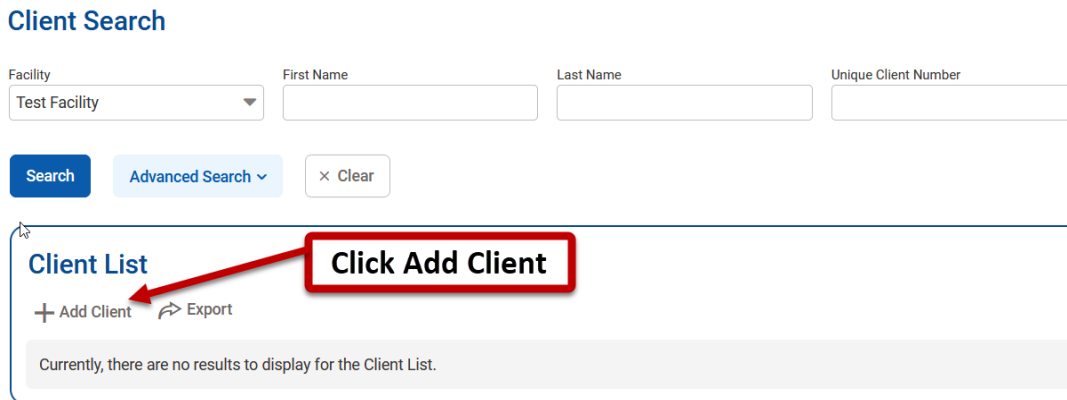 Client Search
Facility First Name Last Name Unique Client Number
Test Facility
Search Advanced Search Clear
Client List
Click Add Client
Add Client Export
Currently, there are no results to display for the Client List.